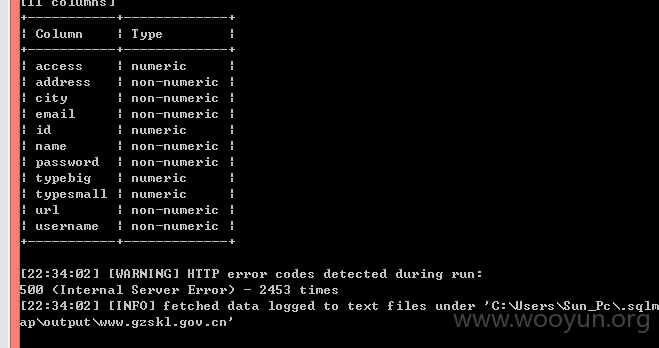 [11 columns]
+-----------+-------------+
| Column    | Type        |
+-----------+-------------+
| access    | numeric     |
| address   | non-numeric |
| city      | non-numeric |
| email     | non-numeric |
| id        | numeric     |
| name      | non-numeric |
| password  | non-numeric |
| typebig   | numeric     |
| typesmall | numeric     |
| url       | non-numeric |
| username  | non-numeric |
+-----------+-------------+
[22:34:02] [WARNING] HTTP error codes detected during run:
500 (Internal Server Error) - 2453 times
[22:34:02] [INFO] fetched data logged to text files under 'C:\Users\Sun_Pc\.sqlm
ap\output\www.gzskl.gov.cn'
www.wooyun.org